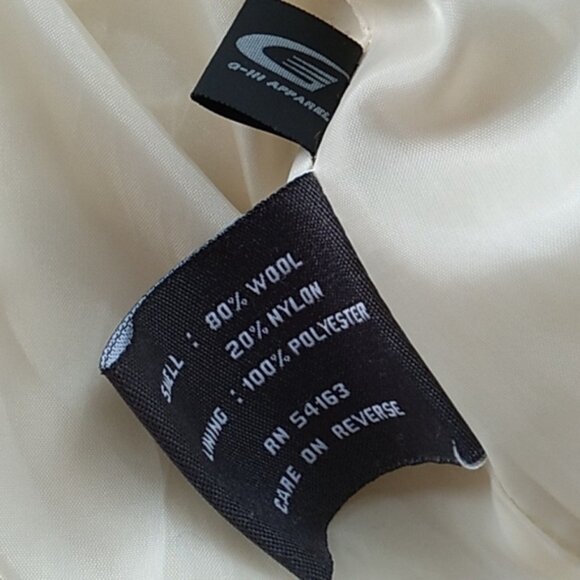 G-III APPAREL
SHELL : 80% WOOL
20% NYLON
LINING : 100% POLYESTER
RN 54163
CARE ON REVERSE